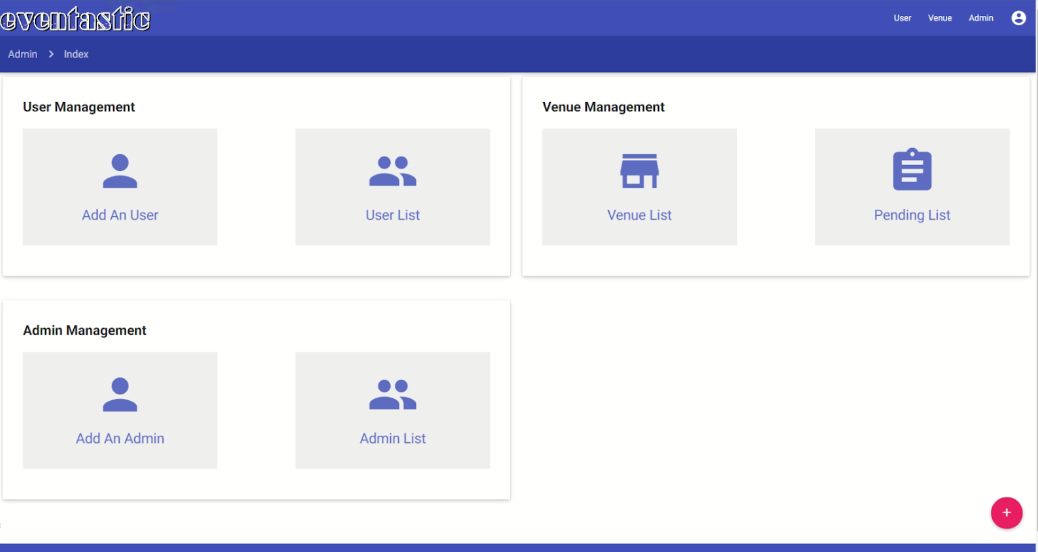 eventastic
User Venue Admin
Admin > Index
User Management
Add An User
User List
Venue Management
Venue List
Pending List
Admin Management
Add An Admin
Admin List
+